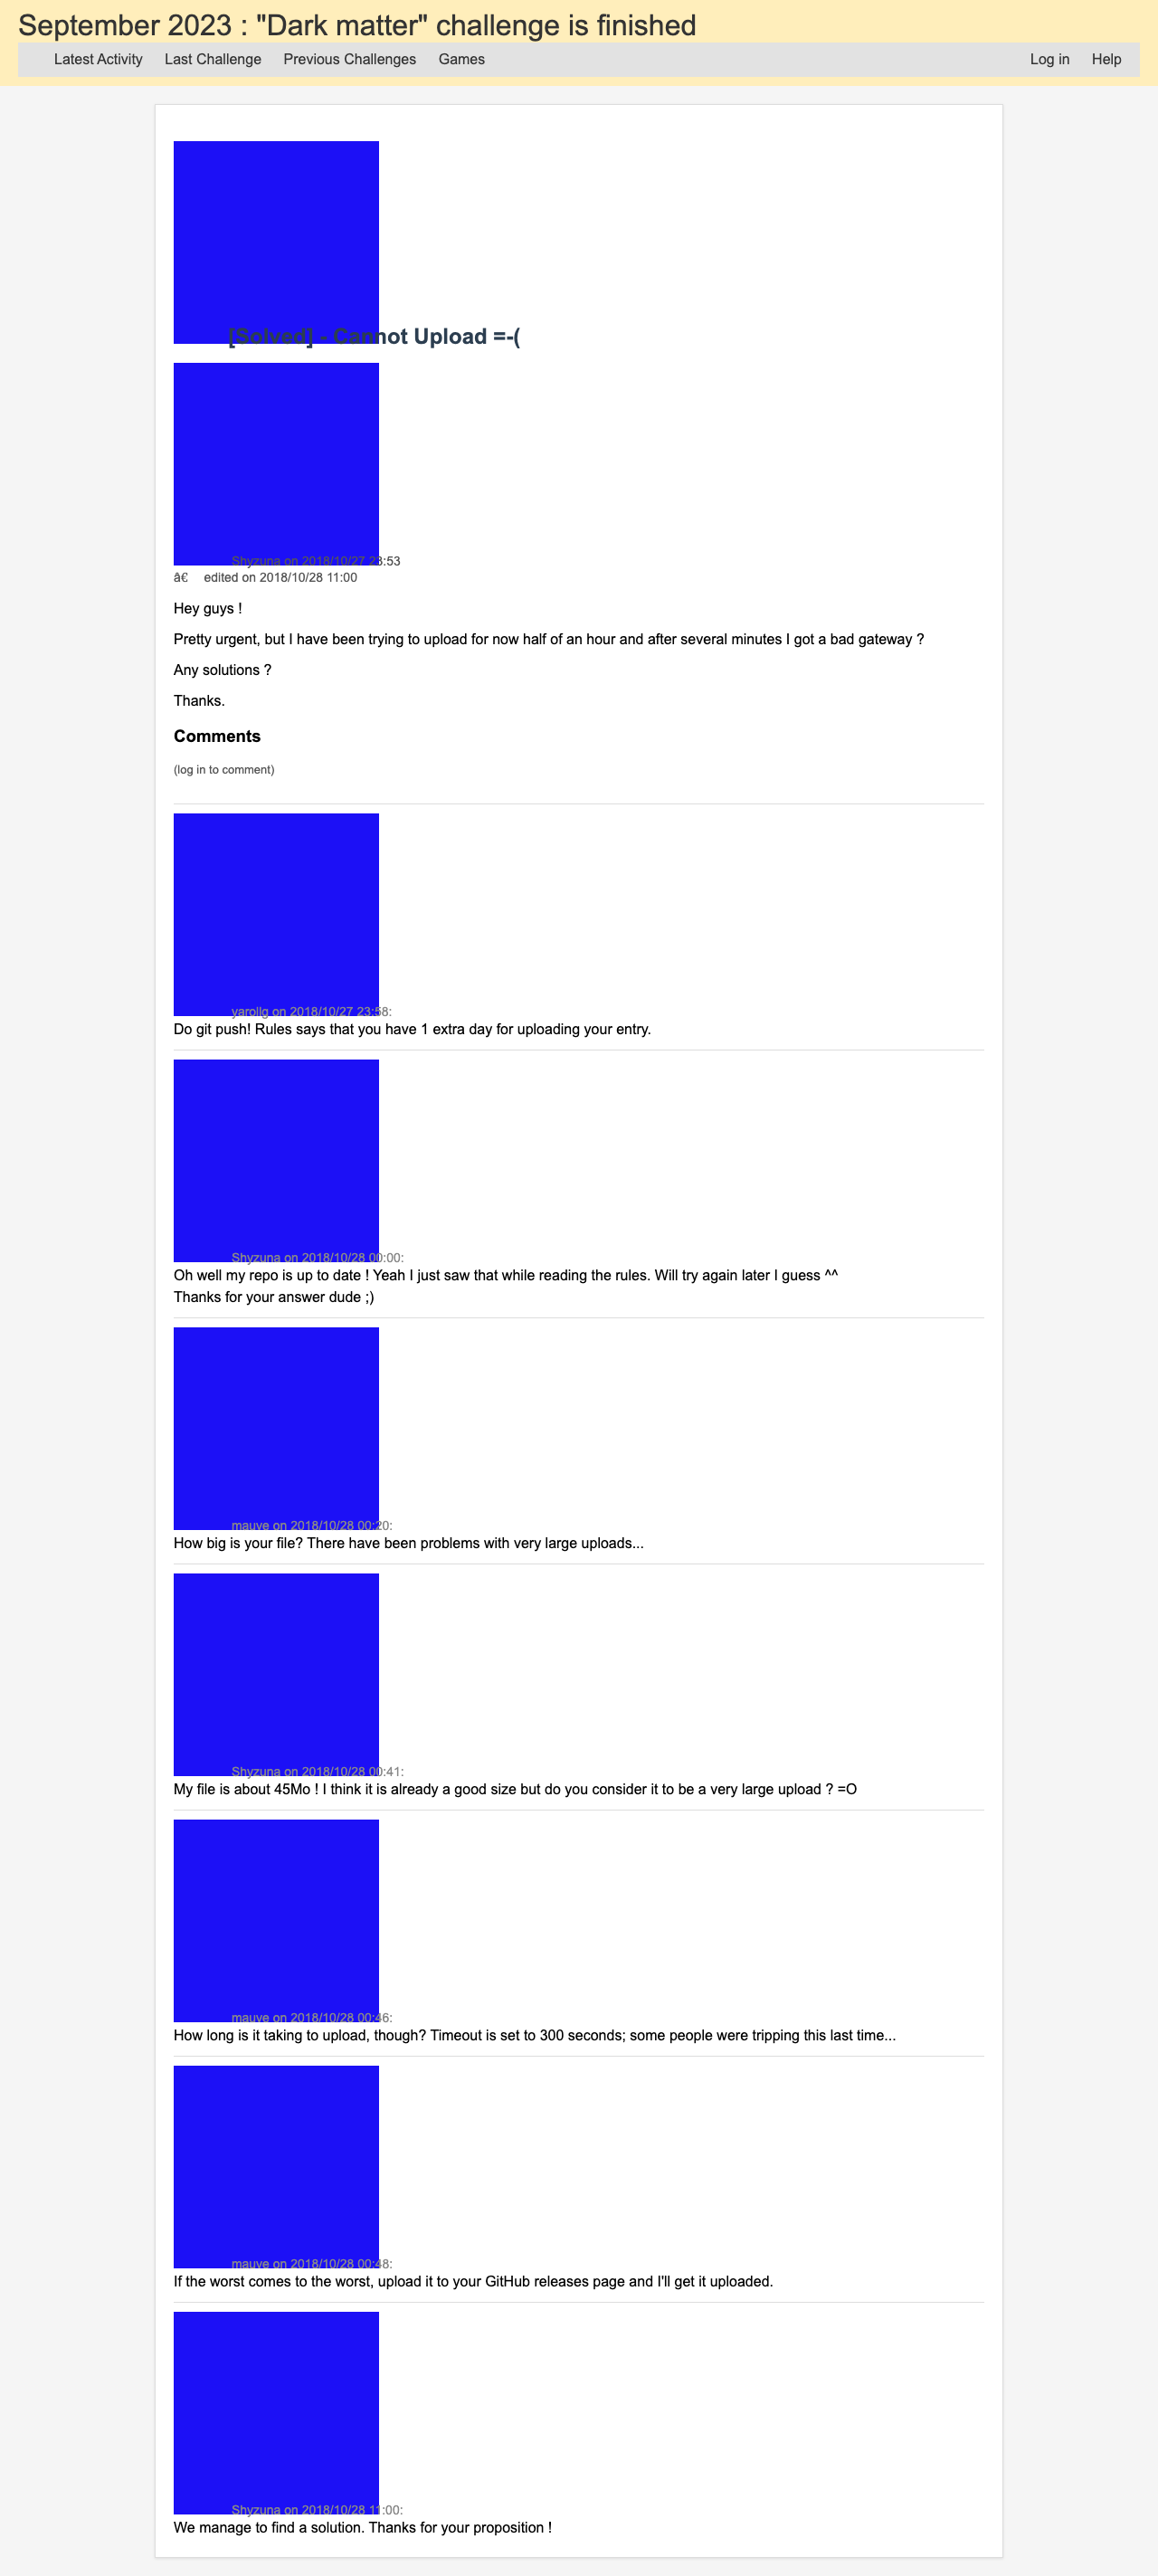 September 2023 : "Dark matter" challenge is finished
Latest Activity Last Challenge Previous Challenges Games Log in Help
[Solved] - Cannot Upload =-(
Shyzuna on 2018/10/27 23:53
â€ edited on 2018/10/28 11:00
Hey guys !
Pretty urgent, but I have been trying to upload for now half of an hour and after several minutes I got a bad gateway ?
Any solutions ?
Thanks.
Comments
(log in to comment)
yarolig on 2018/10/27 23:58:
Do git push! Rules says that you have 1 extra day for uploading your entry.
Shyzuna on 2018/10/28 00:00:
Oh well my repo is up to date ! Yeah I just saw that while reading the rules. Will try again later I guess ^^
Thanks for your answer dude ;)
mauve on 2018/10/28 00:20:
How big is your file? There have been problems with very large uploads...
Shyzuna on 2018/10/28 00:41:
My file is about 45Mo ! I think it is already a good size but do you consider it to be a very large upload ? =O
mauve on 2018/10/28 00:46:
How long is it taking to upload, though? Timeout is set to 300 seconds; some people were tripping this last time...
mauve on 2018/10/28 00:48:
If the worst comes to the worst, upload it to your GitHub releases page and I'll get it uploaded.
Shyzuna on 2018/10/28 11:00:
We manage to find a solution. Thanks for your proposition !